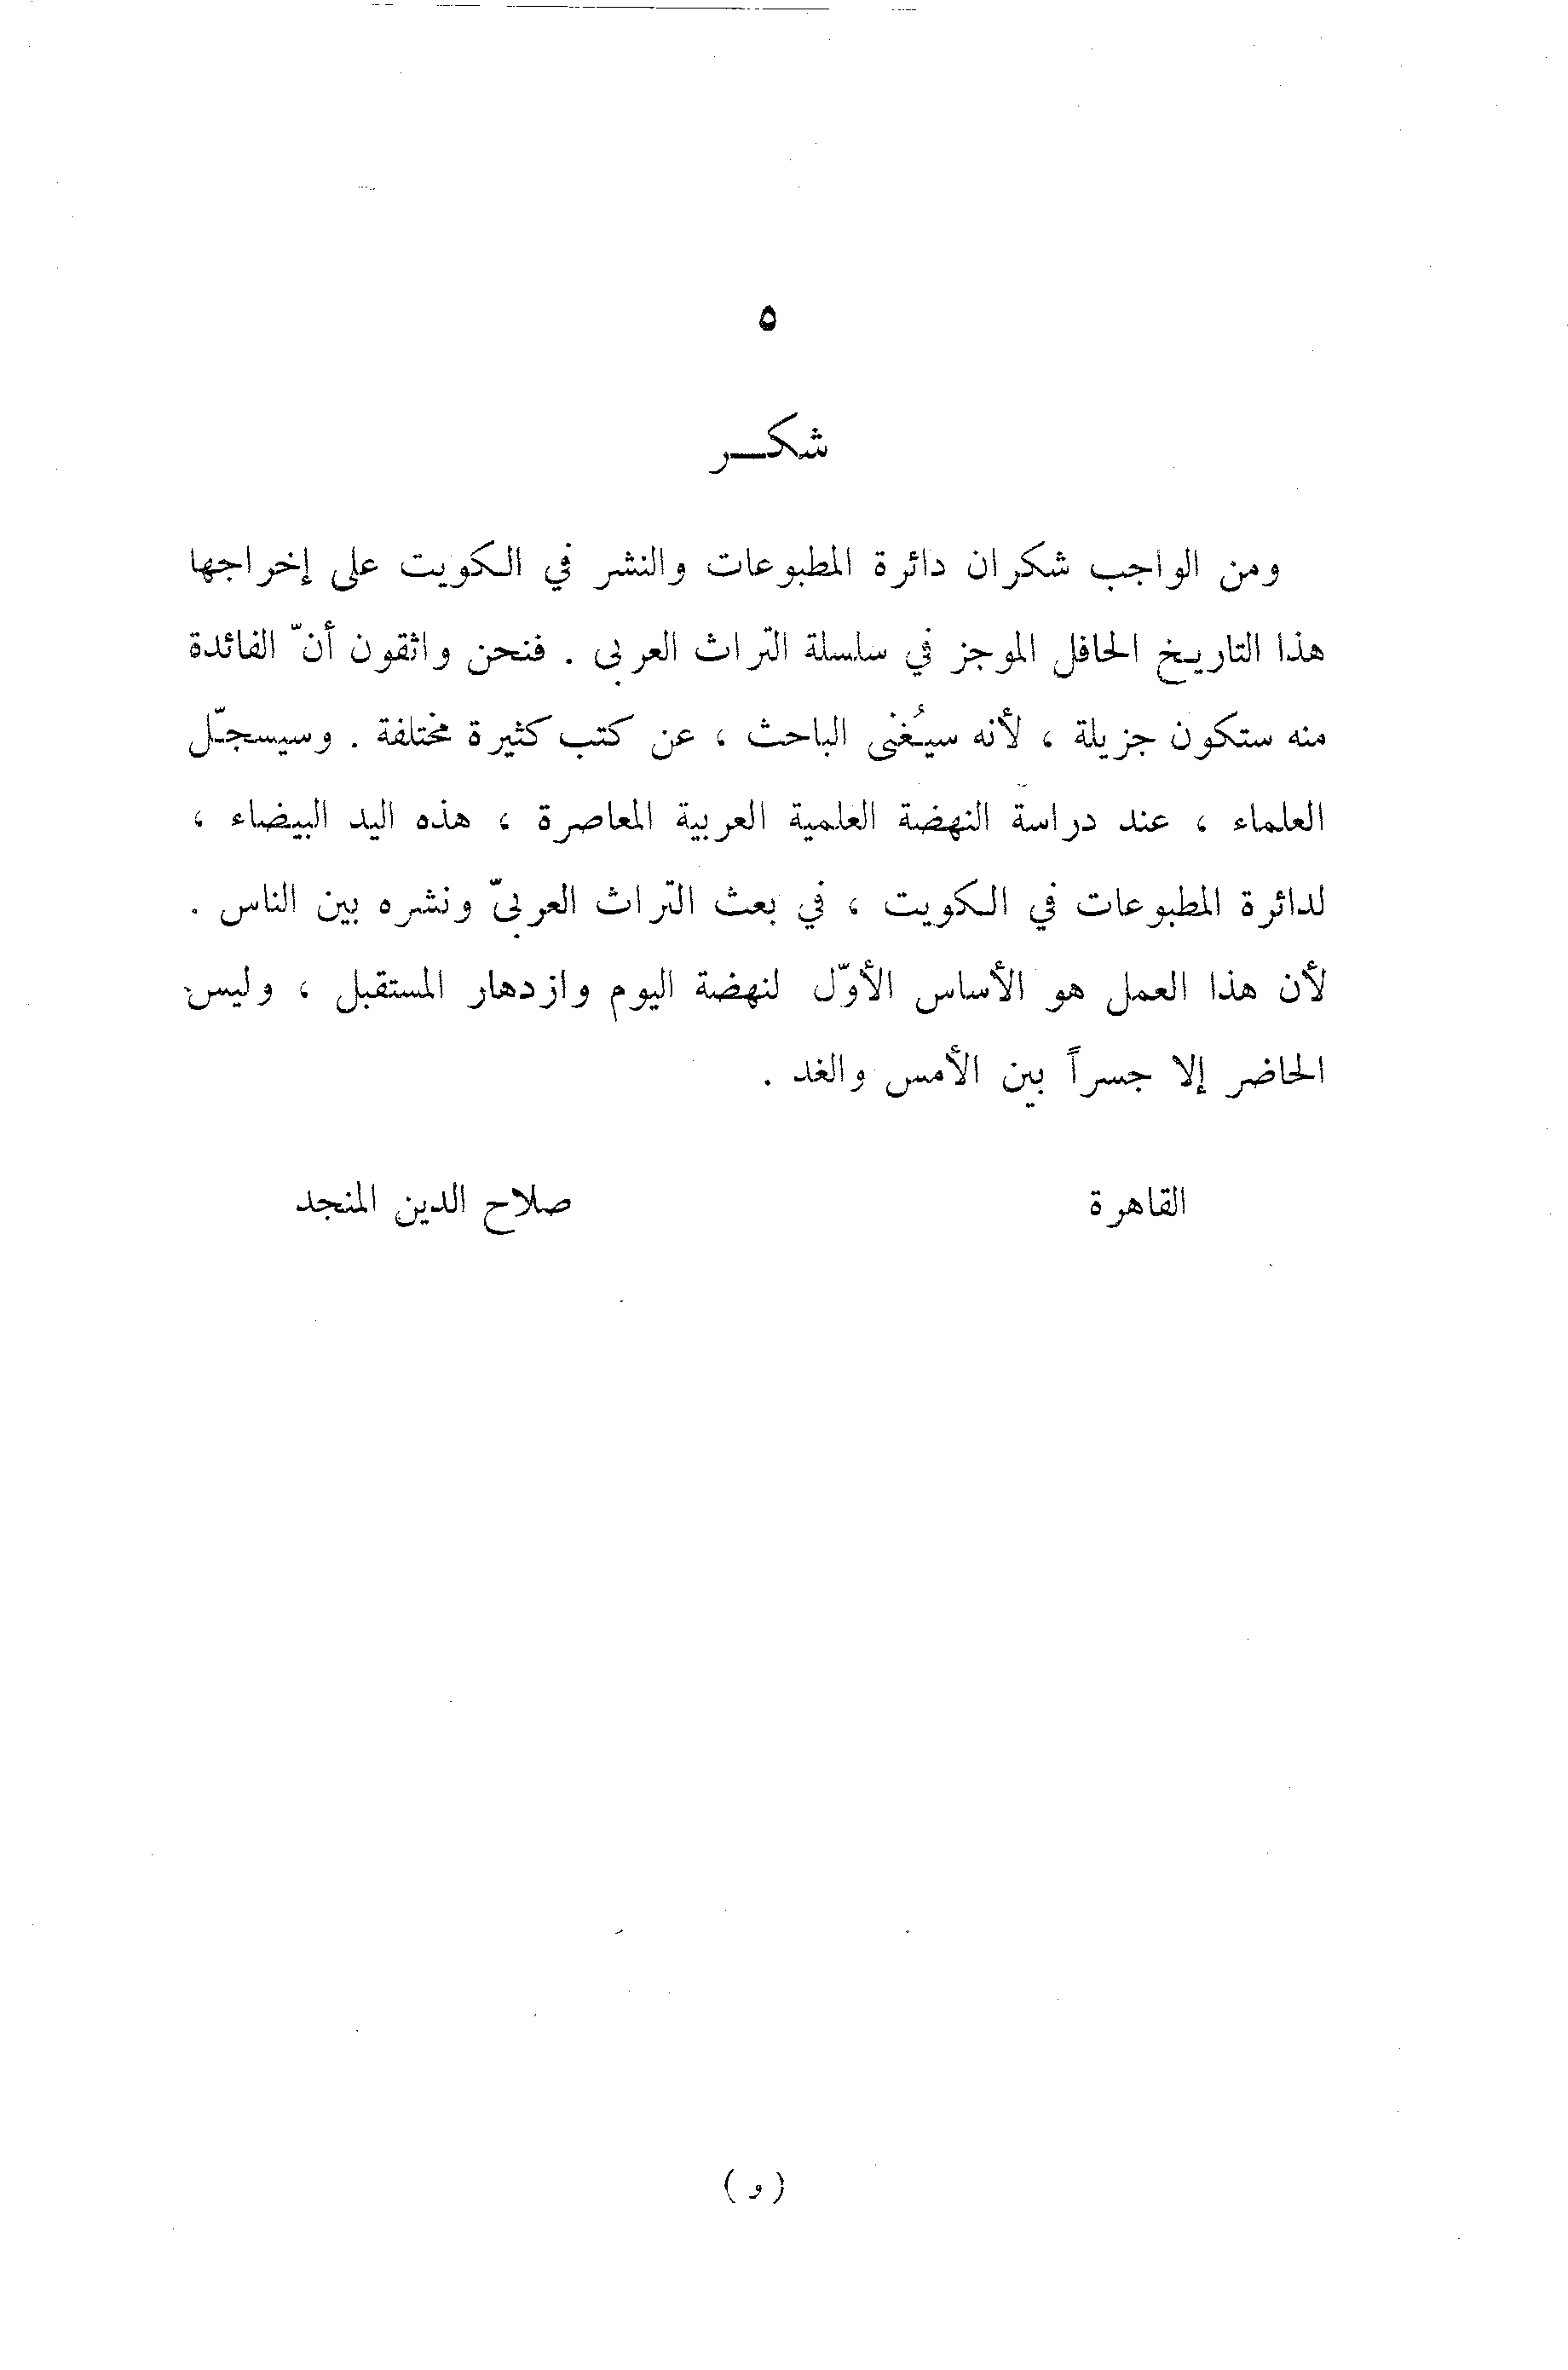 ٥
شكـــر
ومن الواجب شكران دائرة المطبوعات والنشر في الكويت على إخراجها
هذا التاريخ الحافل الموجز في سلسلة التراث العربى . فنحن واثقون أنّ الفائدة
منه ستكون جزيلة ، لأنه سيُغنى الباحث ، عن كتب كثيرة مختلفة . وسيسجّل
العلماء ، عند دراسة النهضة العلمية العربية المعاصرة ، هذه اليد البيضاء ،
لدائرة المطبوعات في الكويت ، في بعث التراث العربىّ ونشره بين الناس .
لأن هذا العمل هو الأساس الأوّل لنهضة اليوم وازدهار المستقبل ، وليس
الحاضر إلا جسراً بين الأمس والغد .
القاهرة صلاح الدين المنجد
( و )